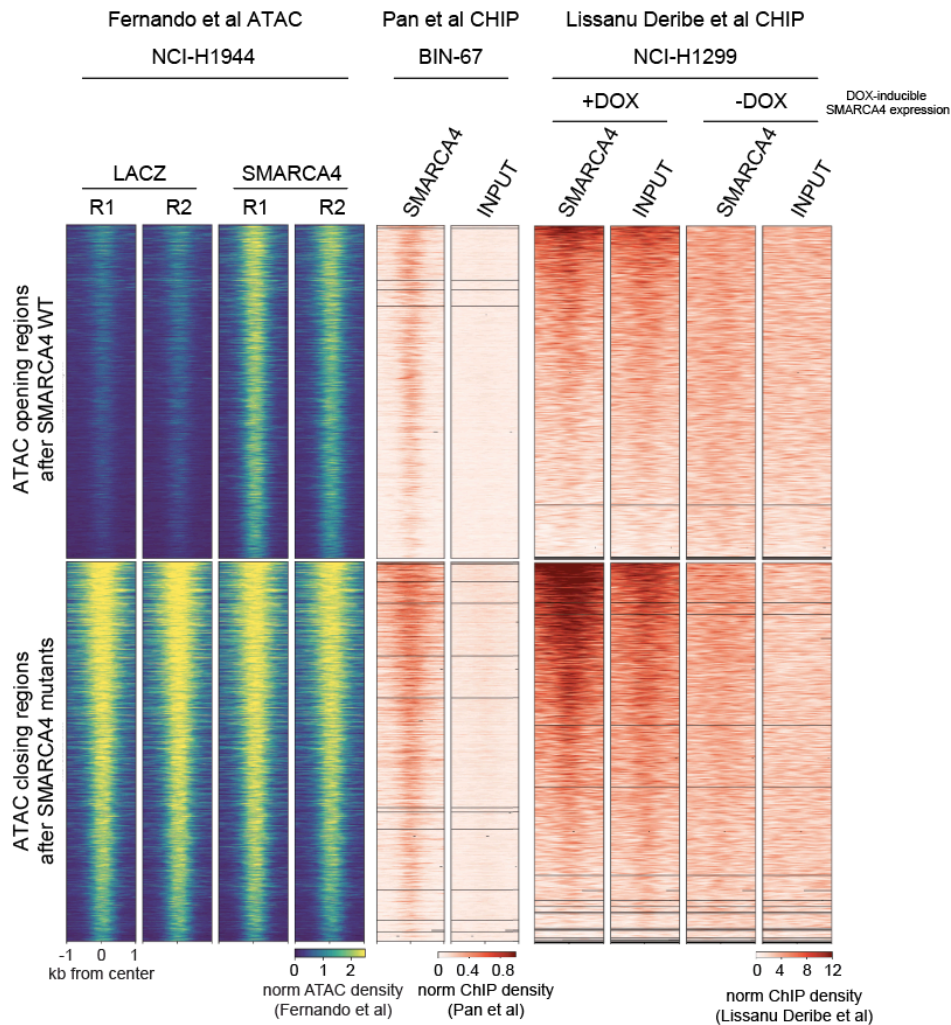 Fernando et al ATAC
Pan et al CHIP
Lissanu Deribe et al CHIP
NCI-H1944
BIN-67
NCI-H1299
+DOX
-DOX
DOX-inducible
SMARCA4 expression
LACZ
SMARCA4
R1
R2
R1
R2
SMARCA4
INPUT
SMARCA4
INPUT
SMARCA4
INPUT
ATAC opening regions
after SMARCA4 WT
ATAC closing regions
after SMARCA4 mutants
-1 0 1
kb from center
0 1 2
norm ATAC density
(Fernando et al)
0 0.4 0.8
norm ChIP density
(Pan et al)
0 4 8 12
norm ChIP density
(Lissanu Deribe et al)